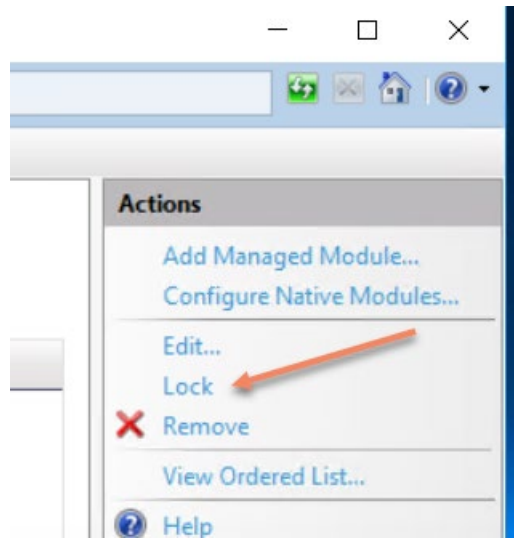 Actions
Add Managed Module...
Configure Native Modules...
Edit...
Lock
Remove
View Ordered List...
Help